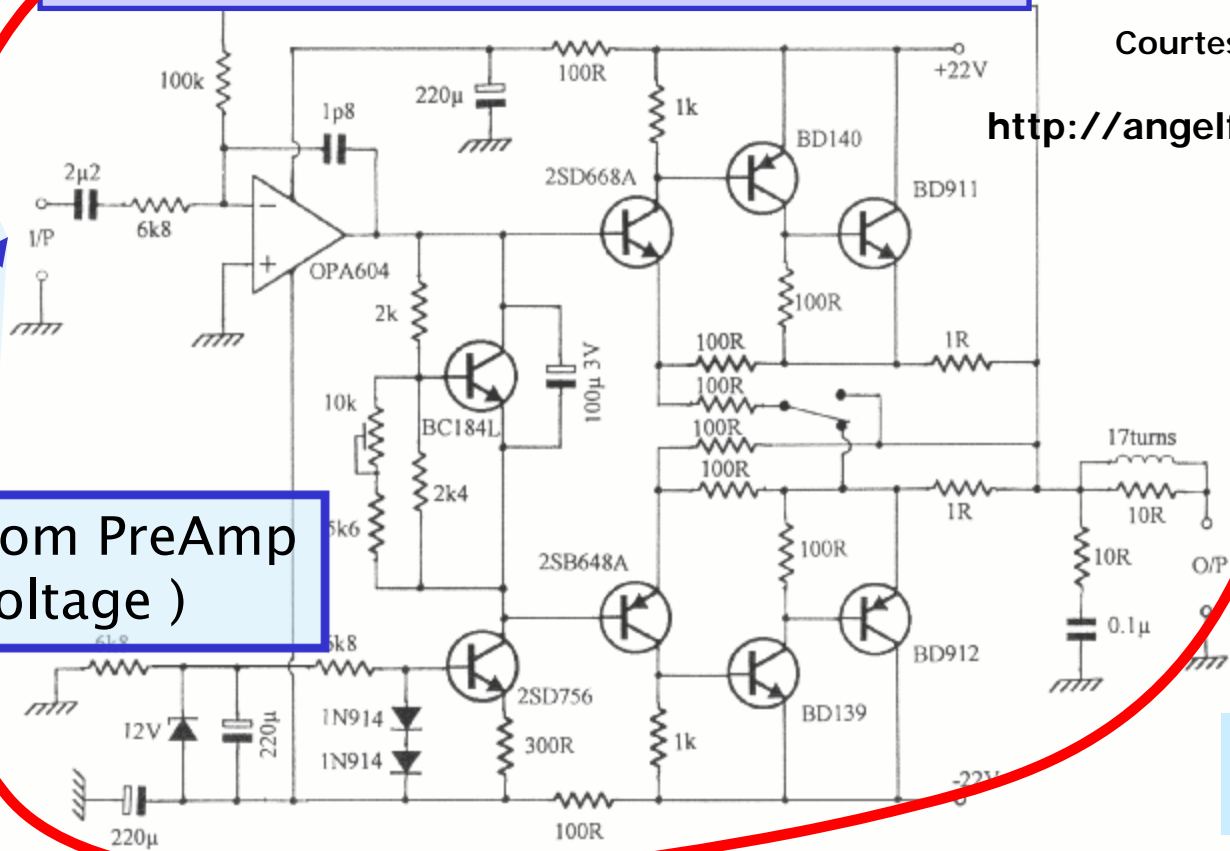 Courtes
http://angelf
+22V
100R
100k
220µ
1k
1p8
BD140
2µ2
2SD668A
BD911
6k8
I/P
OPA604
100R
2k
100R
1R
100µ 3V
100R
10k
BC184L
100R
17turns
100R
2k4
1R
10R
om PreAmp
5k6
100R
10R
2SB648A
O/P
oltage )
0.1µ
6k8
5k8
BD912
2SD756
12V
220µ
1N914
BD139
300R
1k
1N914
-22V
220µ
100R